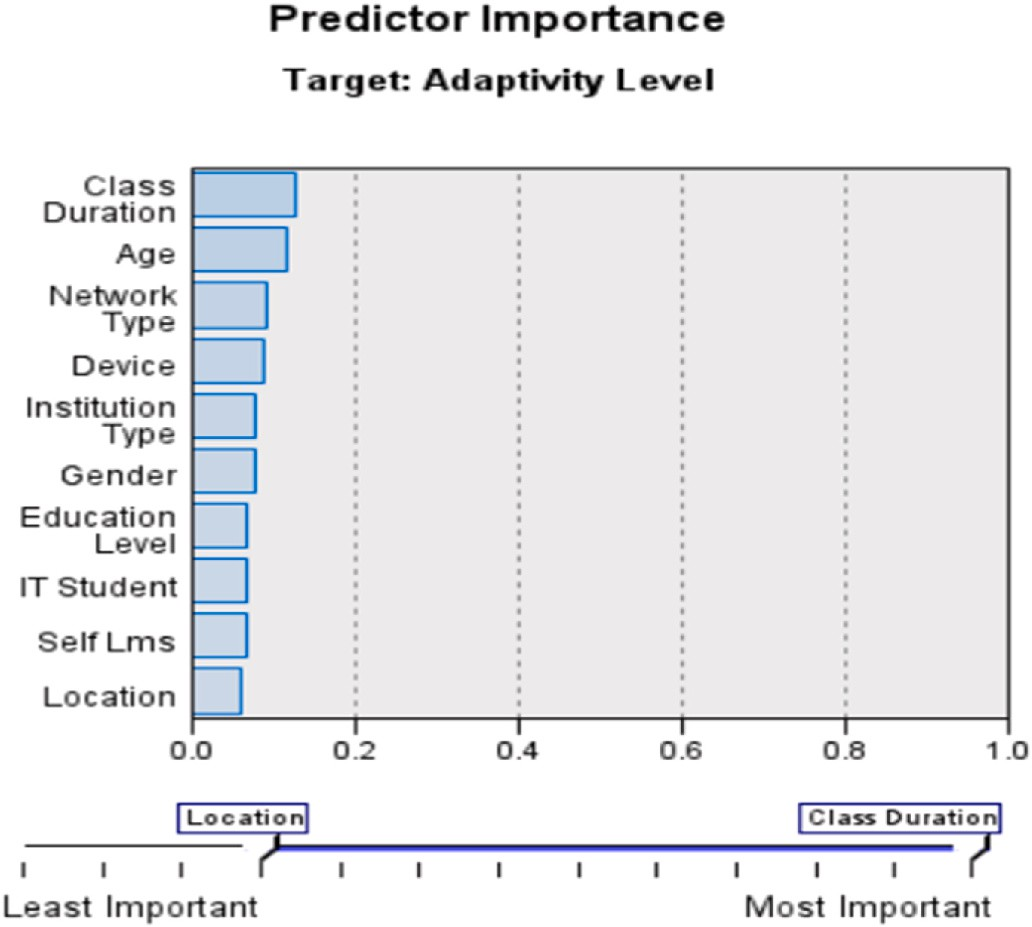 Predictor Importance
Target: Adaptivity Level
Class
Duration
Age
Network
Type
Device
Institution
Type
Gender
Education
Level
IT Student
Self Lms
Location
0.0 0.2 0.4 0.6 0.8 1.0
Location Class Duration
Least Important Most Important